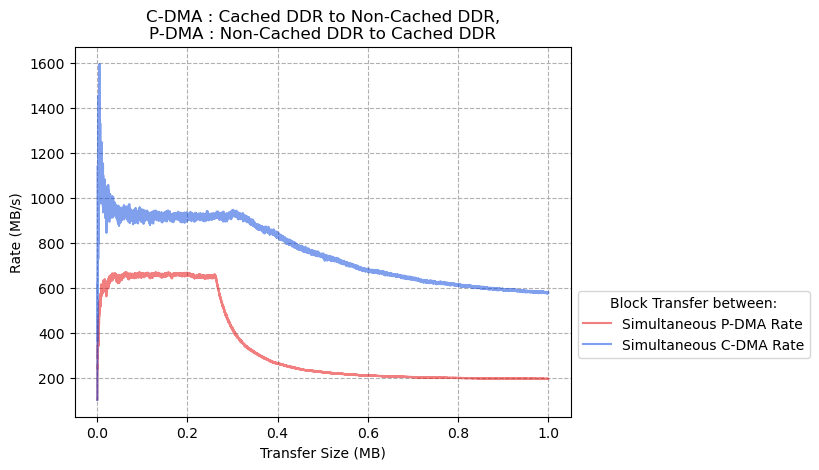 C-DMA : Cached DDR to Non-Cached DDR,
P-DMA : Non-Cached DDR to Cached DDR
1600
1400
1200
1000
800
600
400
200
Rate (MB/s)
0.0 0.2 0.4 0.6 0.8 1.0
Transfer Size (MB)
Block Transfer between:
Simultaneous P-DMA Rate
Simultaneous C-DMA Rate